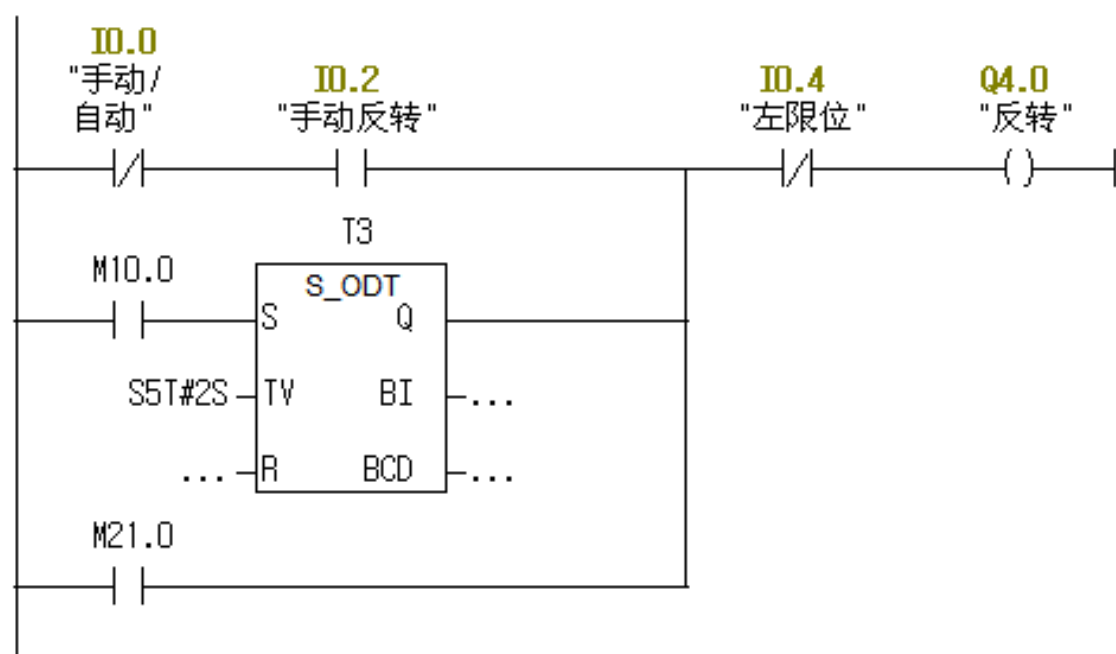 I0.0
"手动/
自动"
I0.2
"手动反转"
I0.4
"左限位"
Q4.0
"反转"
T3
M10.0
S_ODT
S
Q
S5T#2S
TV
BI
...
...
R
BCD
...
M21.0